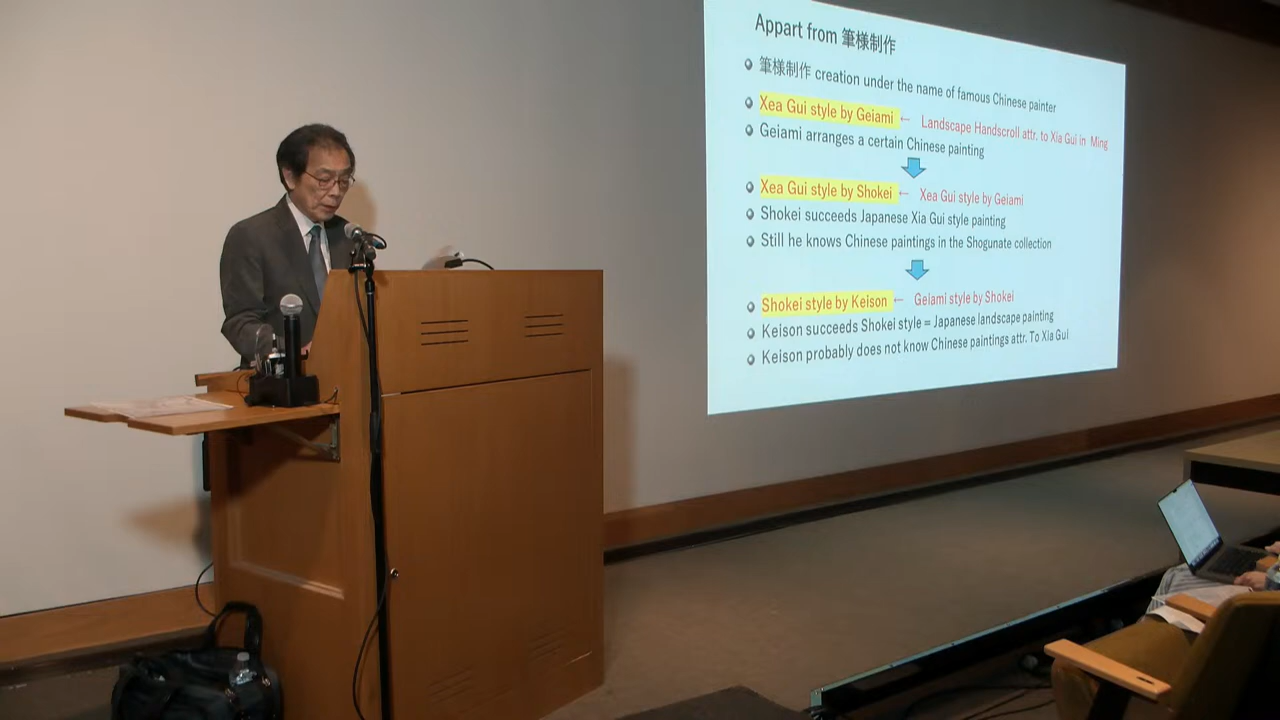 Appart from 筆様制作
筆様制作 creation under the name of famous Chinese painter
Xea Gui style by Geiami ← Landscape Handscroll attr. to Xia Gui in Ming
Geiami arranges a certain Chinese painting
Xea Gui style by Shokei ← Xea Gui style by Geiami
Shokei succeeds Japanese Xia Gui style painting
Still he knows Chinese paintings in the Shogunate collection
Shokei style by Keison ← Geiami style by Shokei
Keison succeeds Shokei style = Japanese landscape painting
Keison probably does not know Chinese paintings attr. To Xia Gui